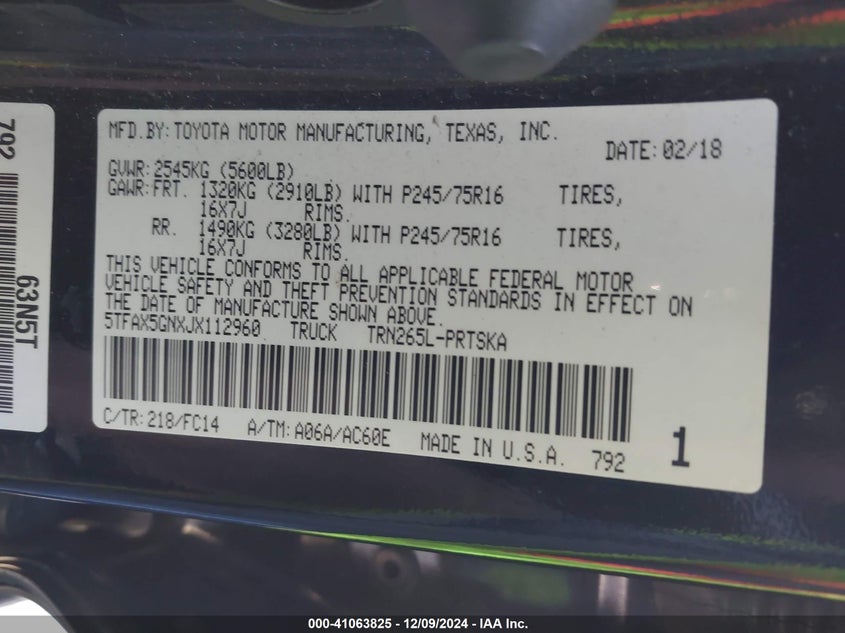 792
63N5T
MFD.BY:TOYOTA MOTOR MANUFACTURING, TEXAS, INC.
DATE:02/18
GVWR:2545KG (5600LB)
GAWR:FRT. 1320KG (2910LB) WITH P245/75R16 TIRES,
16X7J RIMS.
RR. 1490KG (3280LB) WITH P245/75R16 TIRES,
16X7J RIMS.
THIS VEHICLE CONFORMS TO ALL APPLICABLE FEDERAL MOTOR
VEHICLE SAFETY AND THEFT PREVENTION STANDARDS IN EFFECT ON
THE DATE OF MANUFACTURE SHOWN ABOVE.
5TFAX5GNXJX112960 TRUCK TRN265L-PRTSKA
C/TR:218/FC14 A/TM:A06A/AC60E MADE IN U.S.A. 792 1
000-41063825 - 12/09/2024 - IAA Inc.